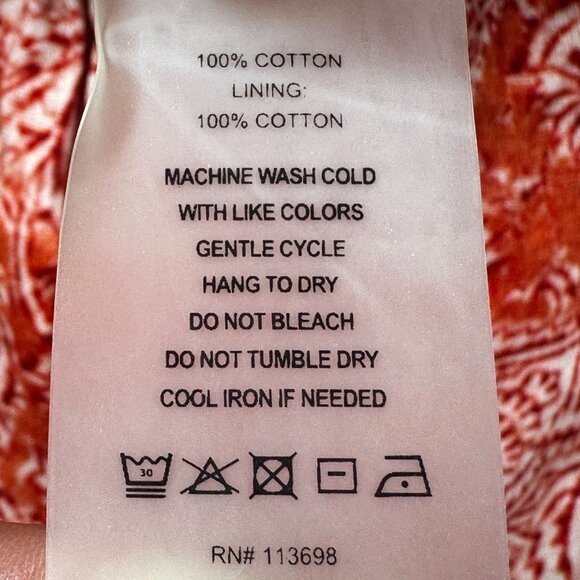 100% COTTON
LINING:
100% COTTON
MACHINE WASH COLD
WITH LIKE COLORS
GENTLE CYCLE
HANG TO DRY
DO NOT BLEACH
DO NOT TUMBLE DRY
COOL IRON IF NEEDED
30
RN# 113698